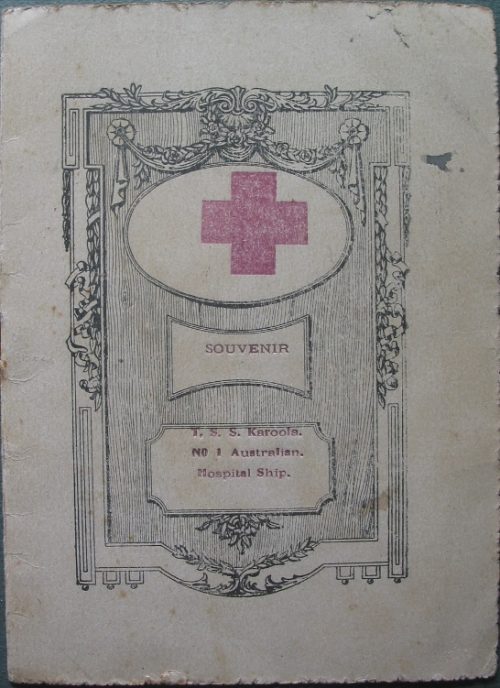 SOUVENIR
T. S. S. Karoola.
No 1 Australian.
Hospital Ship.